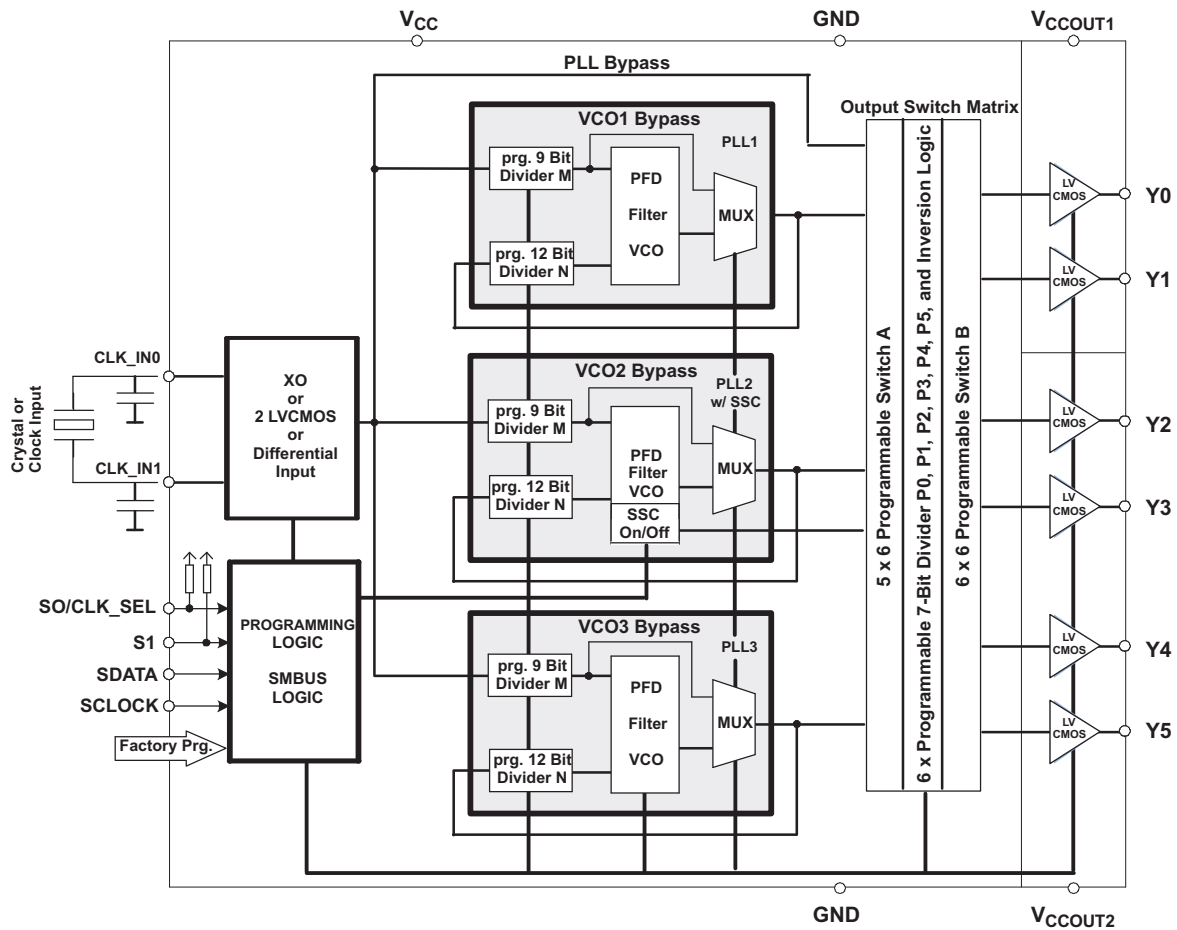 VCC
GND
VCCOUT1
PLL Bypass
Output Switch Matrix
VCO1 Bypass
PLL1
prg. 9 Bit
Divider M
PFD
Filter
VCO
MUX
prg. 12 Bit
Divider N
LV
CMOS
Y0
LV
CMOS
Y1
5 x 6 Programmable Switch A
6 x Programmable 7-Bit Divider P0, P1, P2, P3, P4, P5, and Inversion Logic
6 x 6 Programmable Switch B
Crystal or
Clock Input
CLK_IN0
CLK_IN1
XO
or
2 LVCMOS
or
Differential
Input
VCO2 Bypass
PLL2
w/ SSC
prg. 9 Bit
Divider M
PFD
Filter
VCO
MUX
prg. 12 Bit
Divider N
SSC
On/Off
LV
CMOS
Y2
LV
CMOS
Y3
SO/CLK_SEL
S1
SDATA
SCLOCK
Factory Prg.
PROGRAMMING
LOGIC
SMBUS
LOGIC
VCO3 Bypass
PLL3
prg. 9 Bit
Divider M
PFD
Filter
VCO
MUX
prg. 12 Bit
Divider N
LV
CMOS
Y4
LV
CMOS
Y5
GND
VCCOUT2